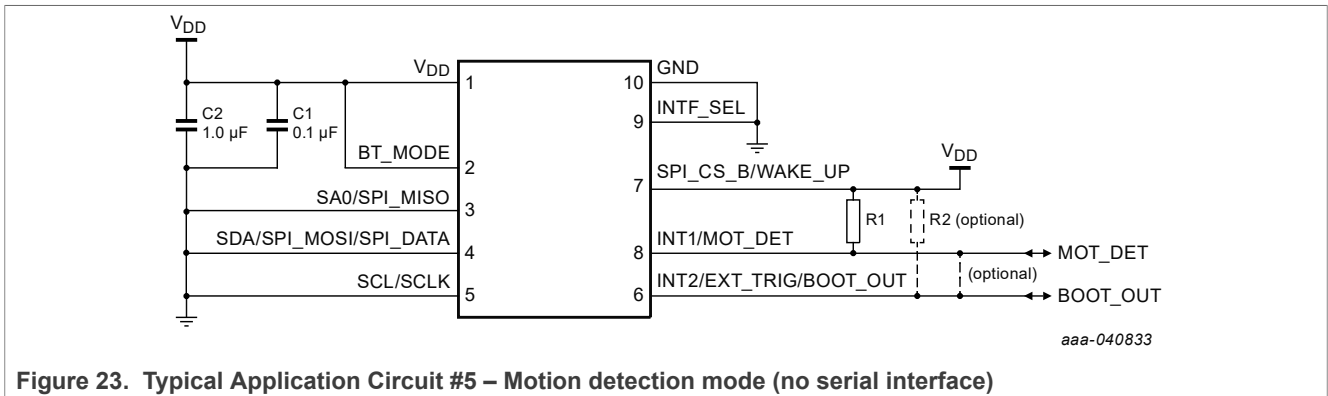 VDD
VDD
1
C2
1.0 µF
C1
0.1 µF
BT_MODE
2
SA0/SPI_MISO
3
SDA/SPI_MOSI/SPI_DATA
4
SCL/SCLK
5
GND
10
INTF_SEL
9
VDD
SPI_CS_B/WAKE_UP
7
R1
R2 (optional)
INT1/MOT_DET
8
MOT_DET
(optional)
INT2/EXT_TRIG/BOOT_OUT
6
BOOT_OUT
aaa-040833
Figure 23. Typical Application Circuit #5 – Motion detection mode (no serial interface)